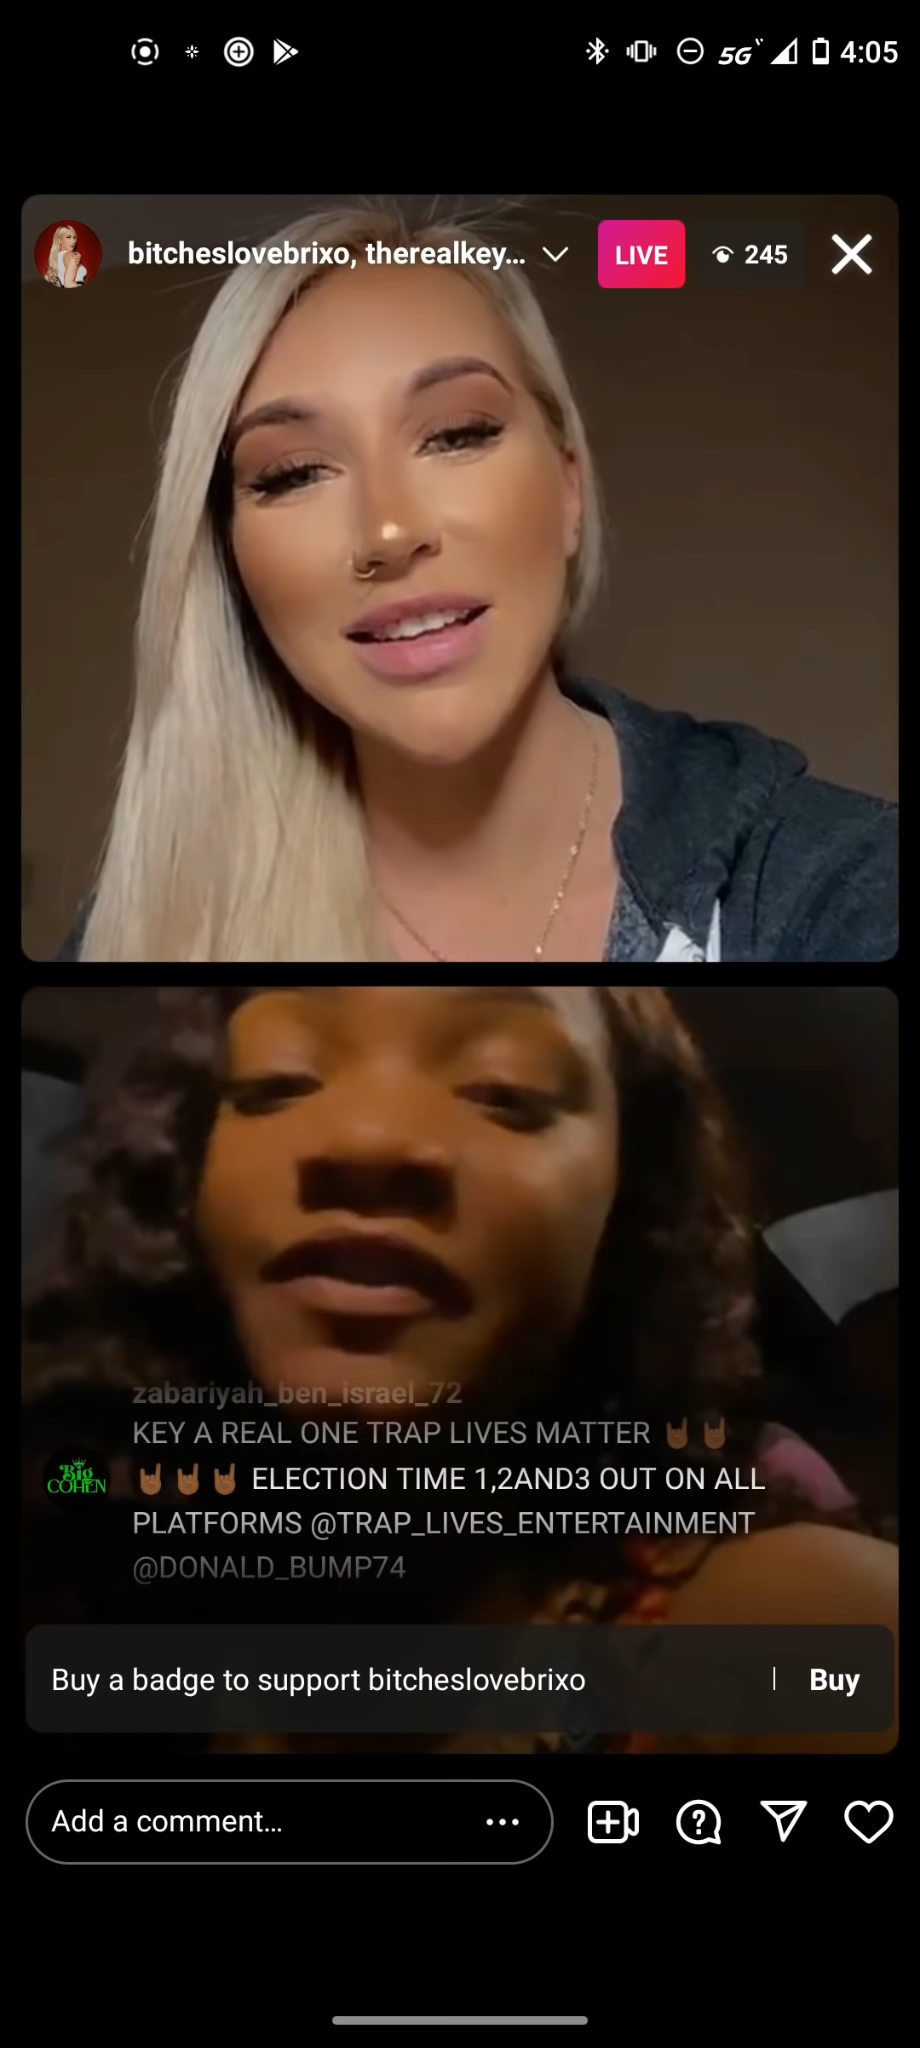 4:05
bitcheslovebrixo, therealkey...
LIVE
245
zabariyah_ben_israel_72
KEY A REAL ONE TRAP LIVES MATTER 🤘🏾🤘🏾
🤘🏾🤘🏾🤘🏾 ELECTION TIME 1,2AND3 OUT ON ALL
PLATFORMS @TRAP_LIVES_ENTERTAINMENT
@DONALD_BUMP74
Big
COHEN
Buy a badge to support bitcheslovebrixo | Buy
Add a comment...
5G